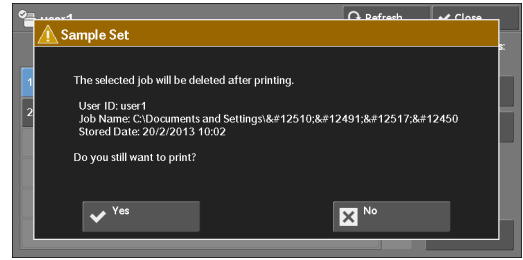 user1
Refresh
Close
Sample Set
1
The selected job will be deleted after printing.
User ID: user1
2
Job Name: C:\Documents and Settings\&#12510;&#12491;&#12517;&#12450
Stored Date: 20/2/2013 10:02
Do you still want to print?
Yes
No